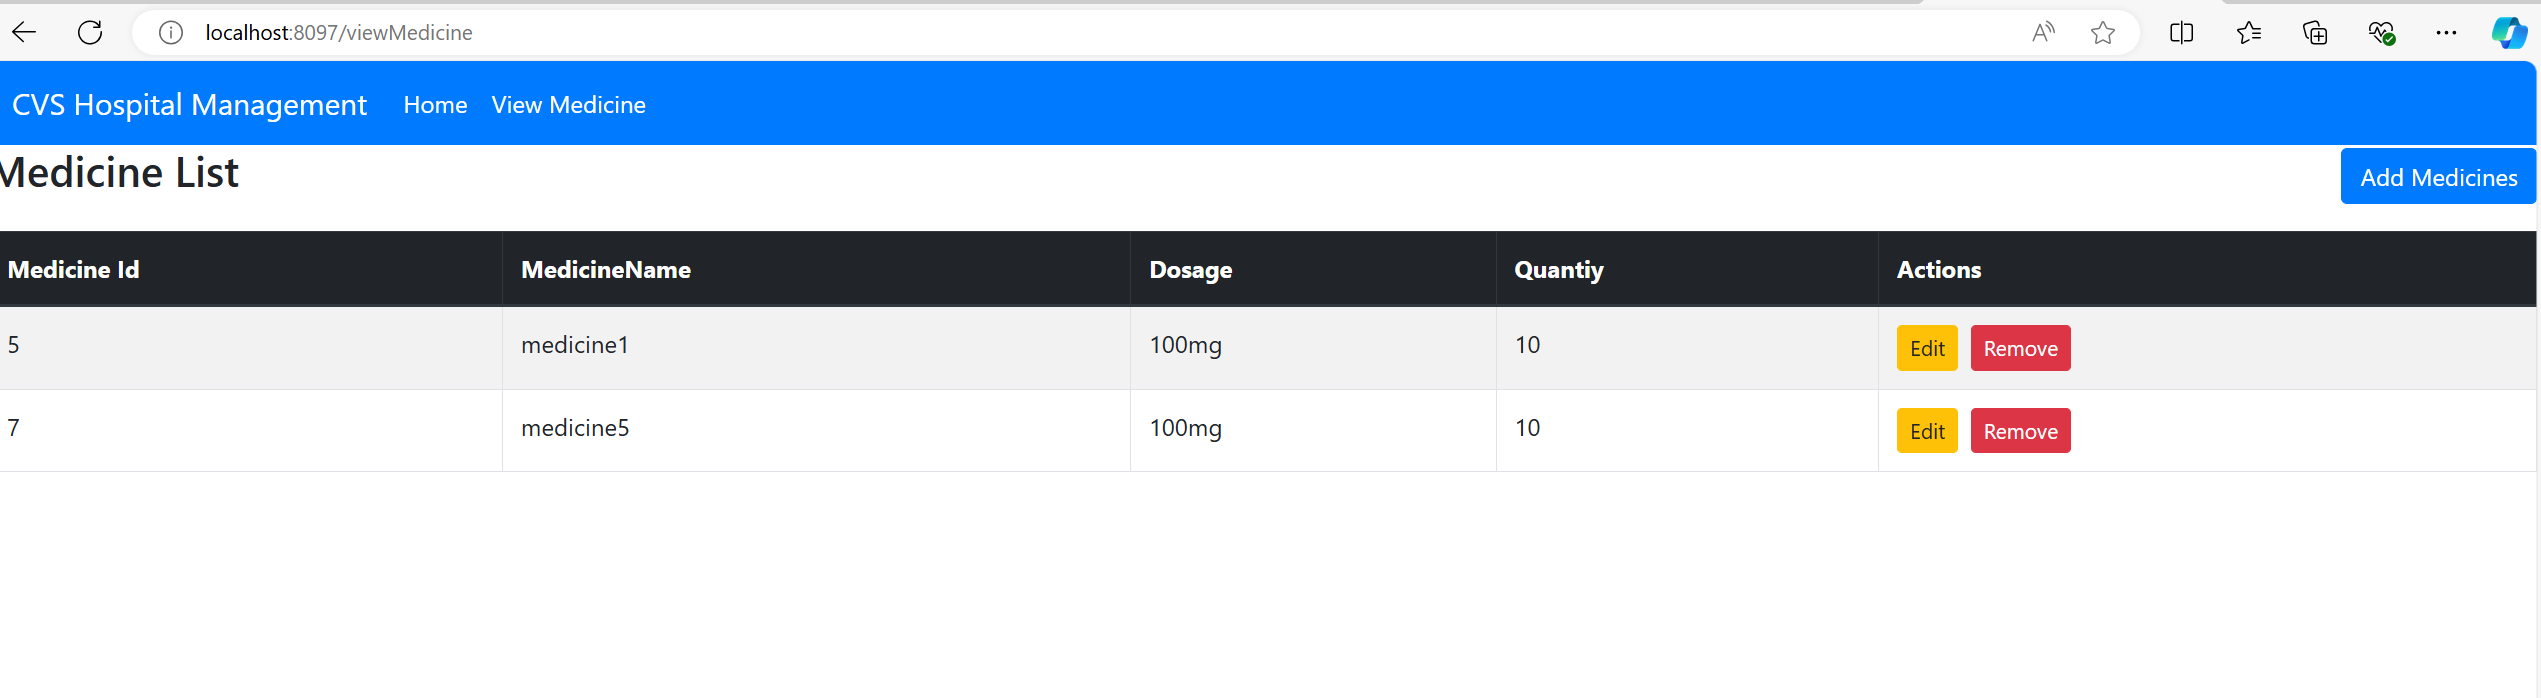 localhost:8097/viewMedicine
CVS Hospital Management Home View Medicine
Medicine List Add Medicines
Medicine Id MedicineName Dosage Quantiy Actions
5 medicine1 100mg 10 Edit Remove
7 medicine5 100mg 10 Edit Remove